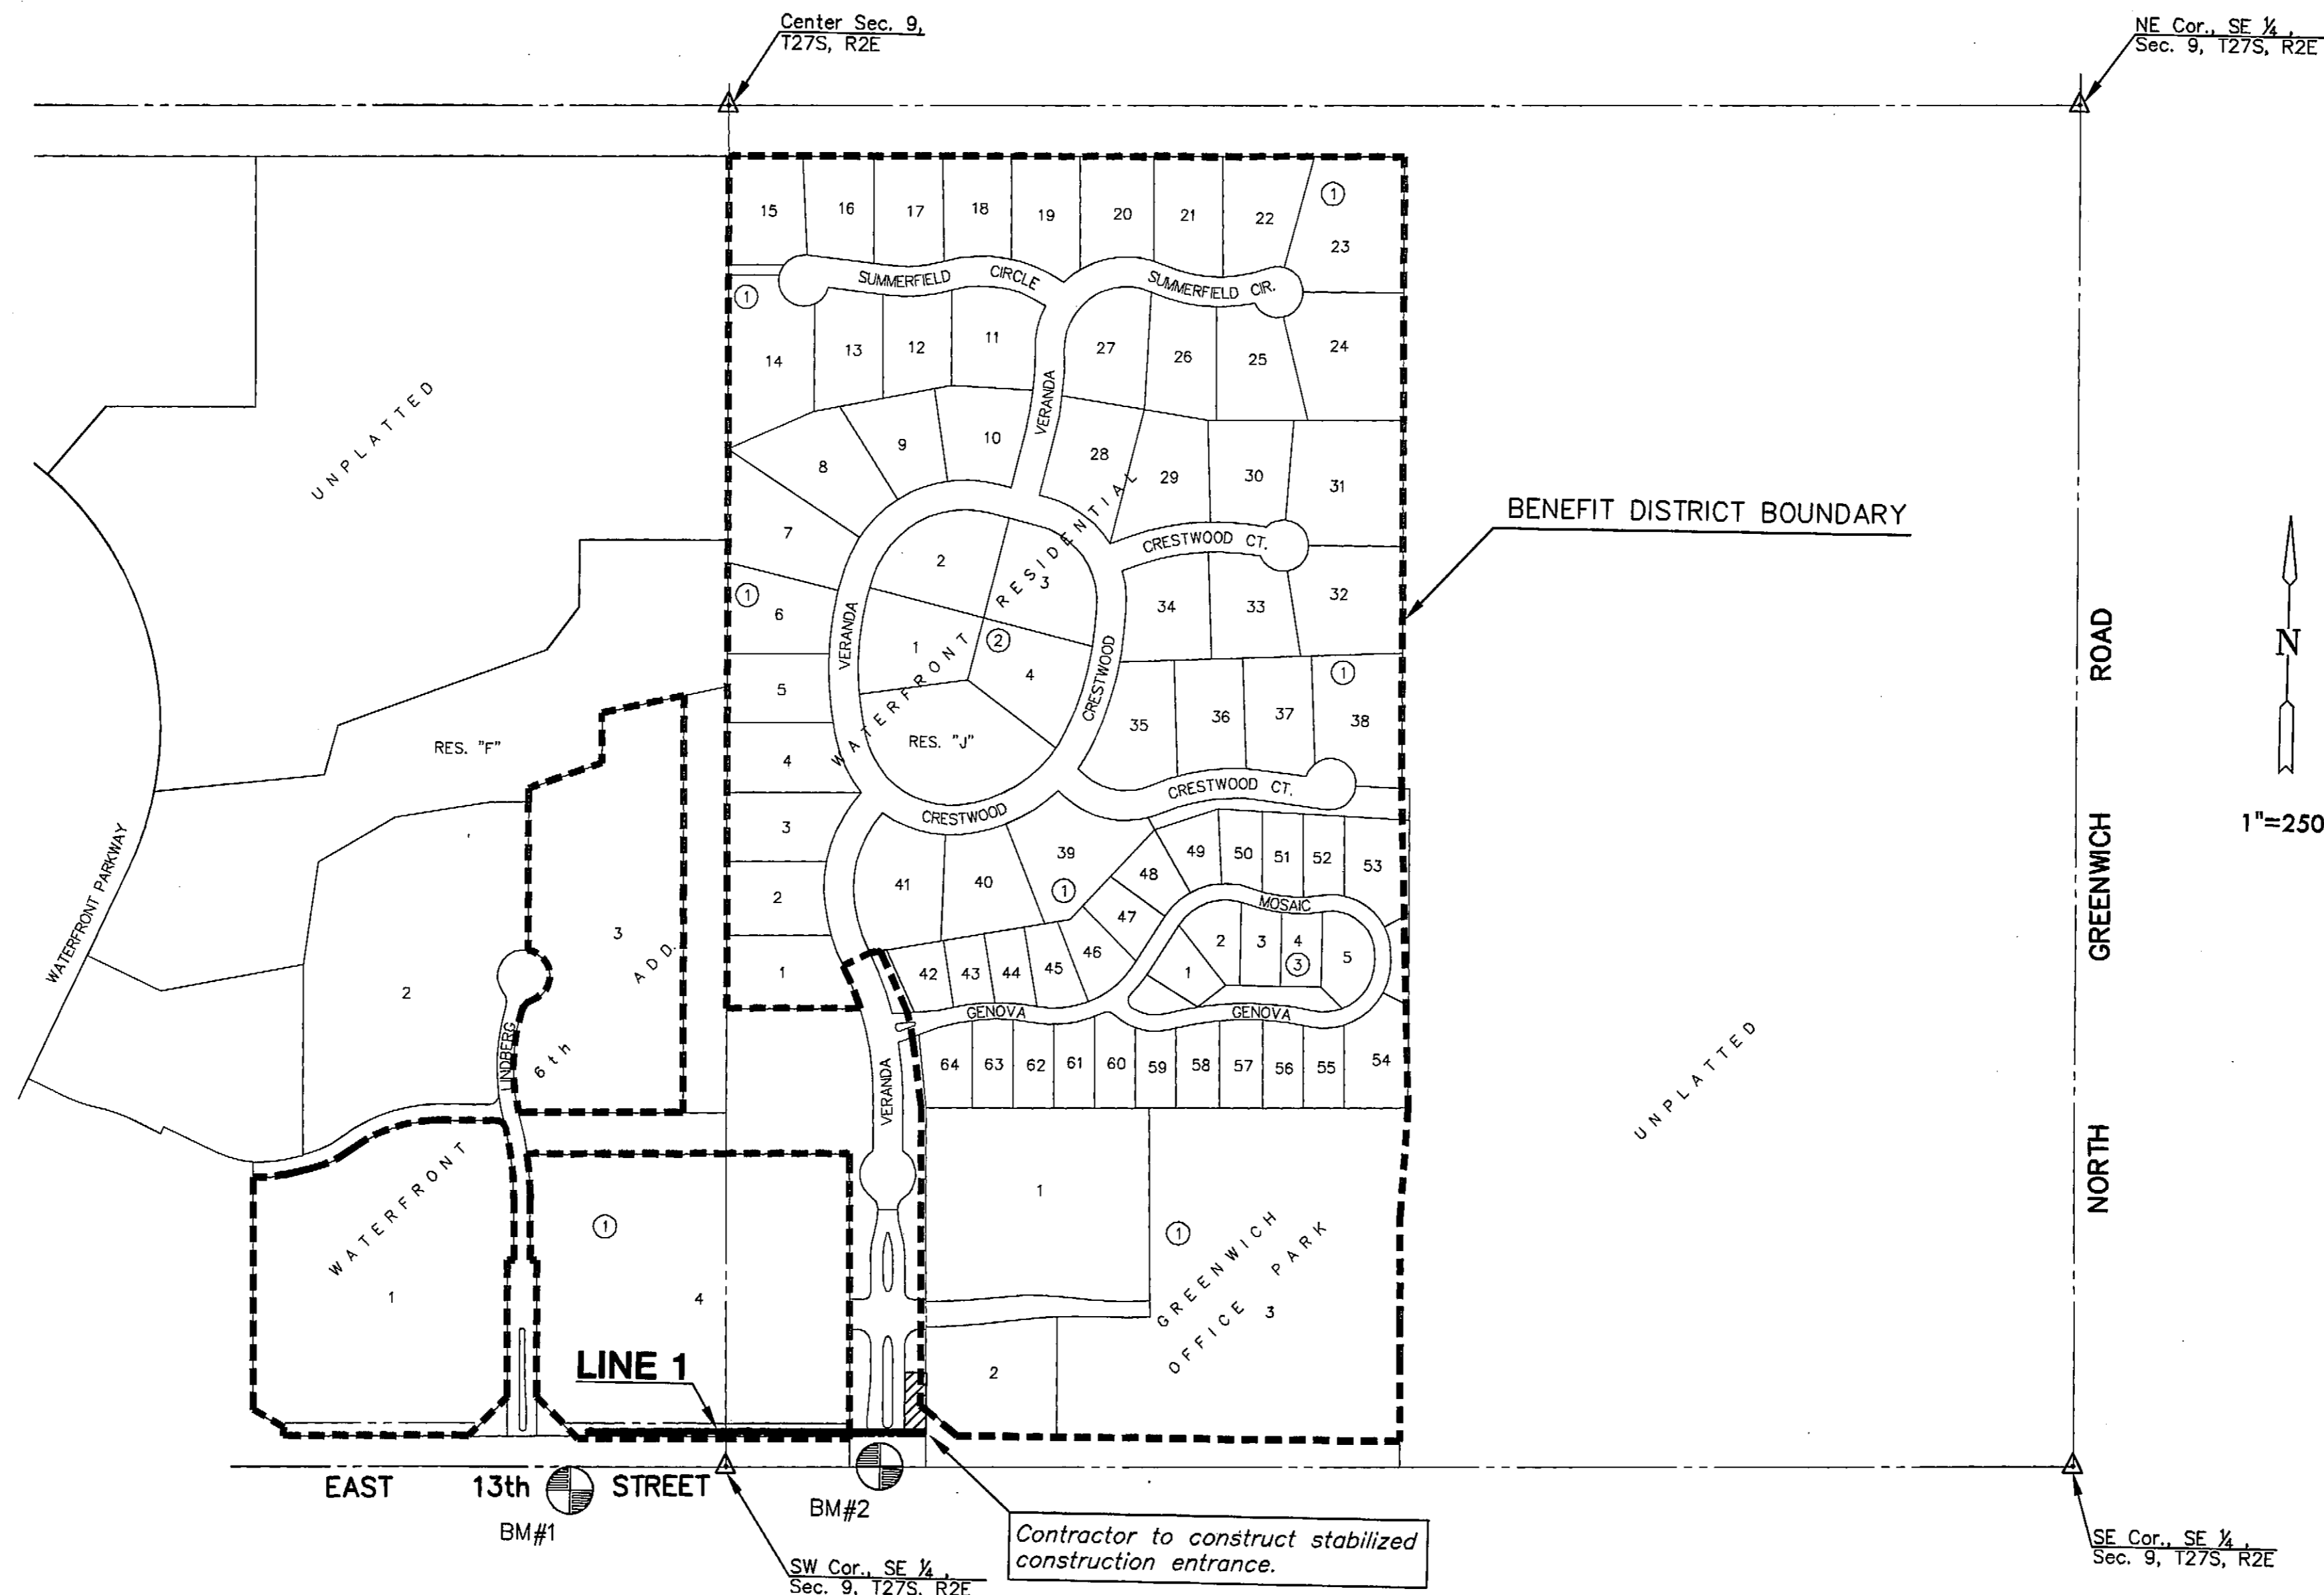 Center Sec. 9,
T27S, R2E
NE Cor., SE ¼ ,
Sec. 9, T27S, R2E
15
16
17
18
19
20
21
22
①
23
SUMMERFIELD CIRCLE
SUMMERFIELD CIR.
①
14
13
12
11
27
26
25
24
VERANDA
UNPLATTED
8
9
10
28
29
30
31
7
2
3
CRESTWOOD CT.
BENEFIT DISTRICT BOUNDARY
①
6
VERANDA
1
②
4
34
33
32
CRESTWOOD
WATERFRONT RESIDENTIAL
5
RES. "J"
35
36
37
①
38
4
CRESTWOOD CT.
CRESTWOOD
RES. "F"
N
1"=250
NORTH GREENWICH ROAD
3
41
40
39
①
48
49
50
51
52
53
2
47
MOSAIC
46
1
2
3
4
③
5
1
42
43
44
45
GENOVA
GENOVA
64
63
62
61
60
59
58
57
56
55
54
VERANDA
UNPLATTED
WATERFRONT PARKWAY
2
3
LINDBERG
WATERFRONT 6th ADD.
1
①
4
1
①
GREENWICH
OFFICE PARK
3
2
LINE 1
EAST 13th STREET
BM#1
BM#2
Contractor to construct stabilized
construction entrance.
SW Cor., SE ¼ ,
Sec. 9, T27S, R2E
SE Cor., SE ¼ ,
Sec. 9, T27S, R2E